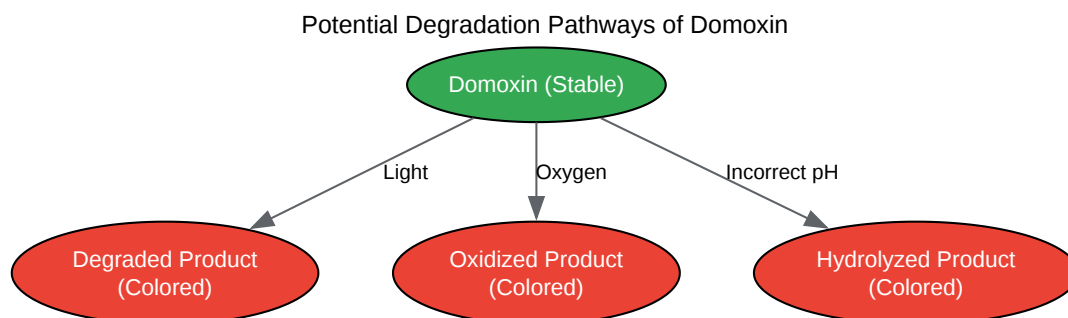 Potential Degradation Pathways of Domoxin
Domoxin (Stable)
Light
Oxygen
Incorrect pH
Degraded Product
(Colored)
Oxidized Product
(Colored)
Hydrolyzed Product
(Colored)